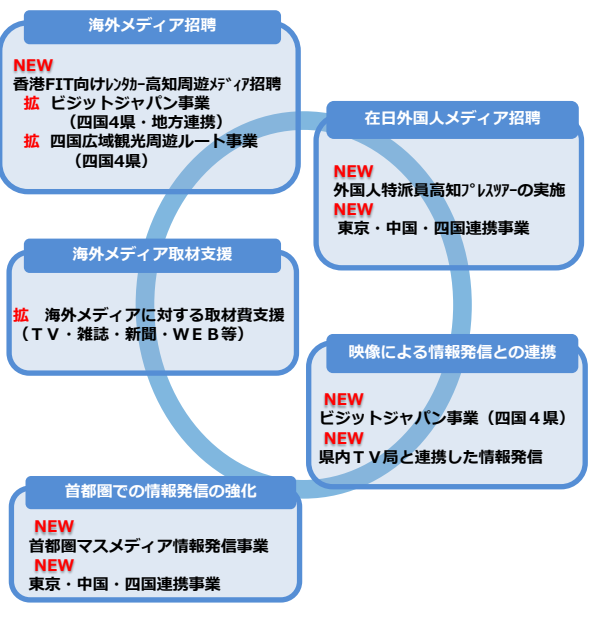 海外メディア招聘
NEW
香港FIT向けﾚﾝﾀｶｰ高知周遊ﾒﾃﾞｨｱ招聘
拡 ビジットジャパン事業
（四国4県・地方連携）
拡 四国広域観光周遊ルート事業
（四国4県）
在日外国人メディア招聘
NEW
外国人特派員高知ﾌﾟﾚｽﾂｱｰの実施
NEW
東京・中国・四国連携事業
海外メディア取材支援
拡 海外メディアに対する取材費支援
（ＴＶ・雑誌・新聞・ＷＥＢ等）
映像による情報発信との連携
NEW
ビジットジャパン事業（四国４県）
NEW
県内ＴＶ局と連携した情報発信
首都圏での情報発信の強化
NEW
首都圏マスメディア情報発信事業
NEW
東京・中国・四国連携事業